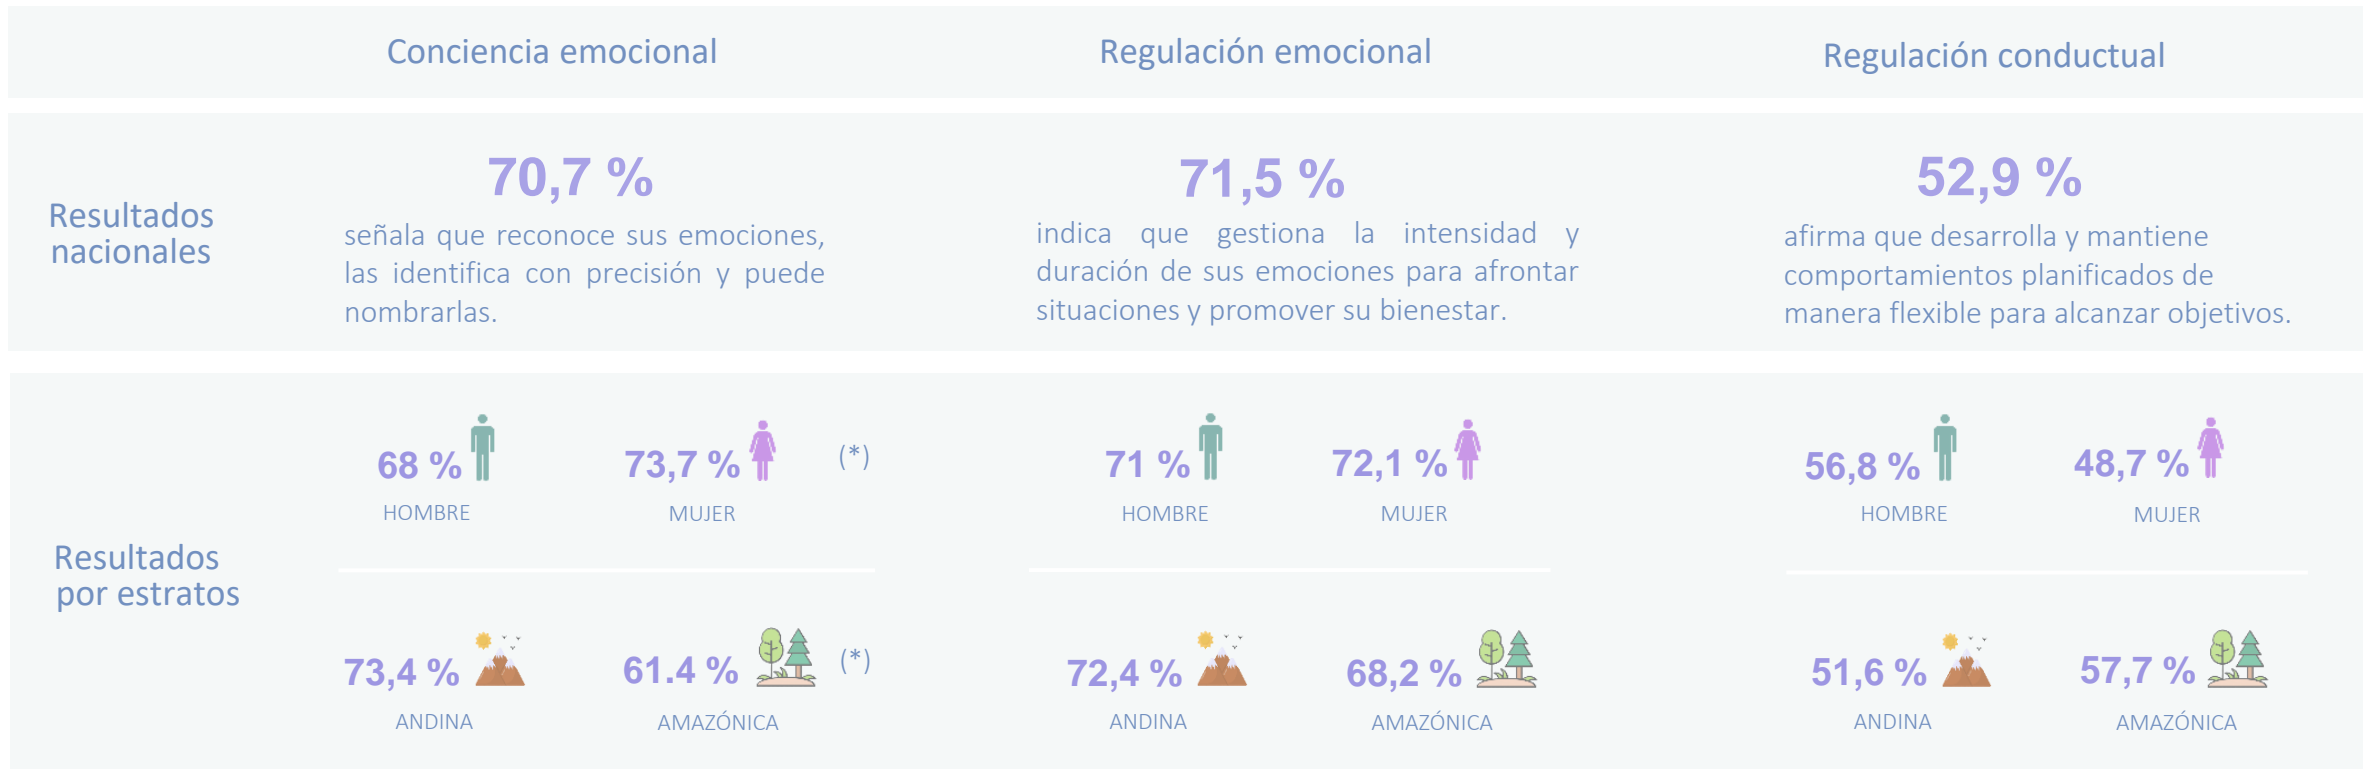 Conciencia emocional
Regulación emocional
Regulación conductual
Resultados
nacionales
70,7 %
señala que reconoce sus emociones,
las identifica con precisión y puede
nombrarlas.
71,5 %
indica que gestiona la intensidad y
duración de sus emociones para afrontar
situaciones y promover su bienestar.
52,9 %
afirma que desarrolla y mantiene
comportamientos planificados de
manera flexible para alcanzar objetivos.
Resultados
por estratos
68 %
HOMBRE
73,7 %
MUJER
(*)
71 %
HOMBRE
72,1 %
MUJER
56,8 %
HOMBRE
48,7 %
MUJER
73,4 %
ANDINA
61.4 %
AMAZÓNICA
(*)
72,4 %
ANDINA
68,2 %
AMAZÓNICA
51,6 %
ANDINA
57,7 %
AMAZÓNICA